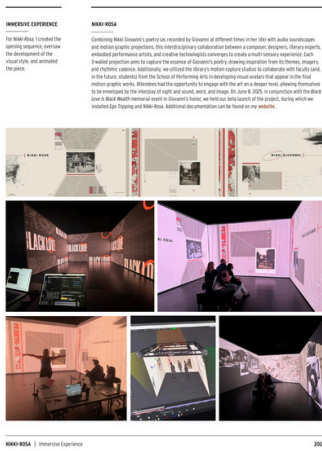 IMMERSIVE EXPERIENCE
For Nikki-Rosa, I created the
opening sequence, oversaw
the development of the
visual style, and animated
the piece.
NIKKI-ROSA
Combining Nikki Giovanni's poetry (as recorded by Giovanni at different times in her life) with audio soundscapes
and motion graphic projections, this interdisciplinary collaboration between a composer, designers, literary experts,
embodied performance artists, and creative technologists converges to create a multi-sensory experience. Each
3-walled projection aims to capture the essence of Giovanni's poetry, drawing inspiration from its themes, imagery,
and rhythmic cadence. Additionally, we utilized the library's motion capture studios to collaborate with faculty (and,
in the future, students) from the School of Performing Arts in developing visual avatars that appear in the final
motion graphic works. Attendees had the opportunity to engage with the art on a deeper level, allowing themselves
to be enveloped by the interplay of sight and sound, word, and image. On June 8, 2025, in conjunction with the Black
Love Is Black Wealth memorial event in Giovanni's honor, we held our beta launch of the project, during which we
installed Ego Tripping and Nikki-Rosa. Additional documentation can be found on my website.
NIKKI ROSA
NIKKI GIOVANNI
BLACK LOVE
BLACK LOVE
NIKKI-ROSA | Immersive Experience
202